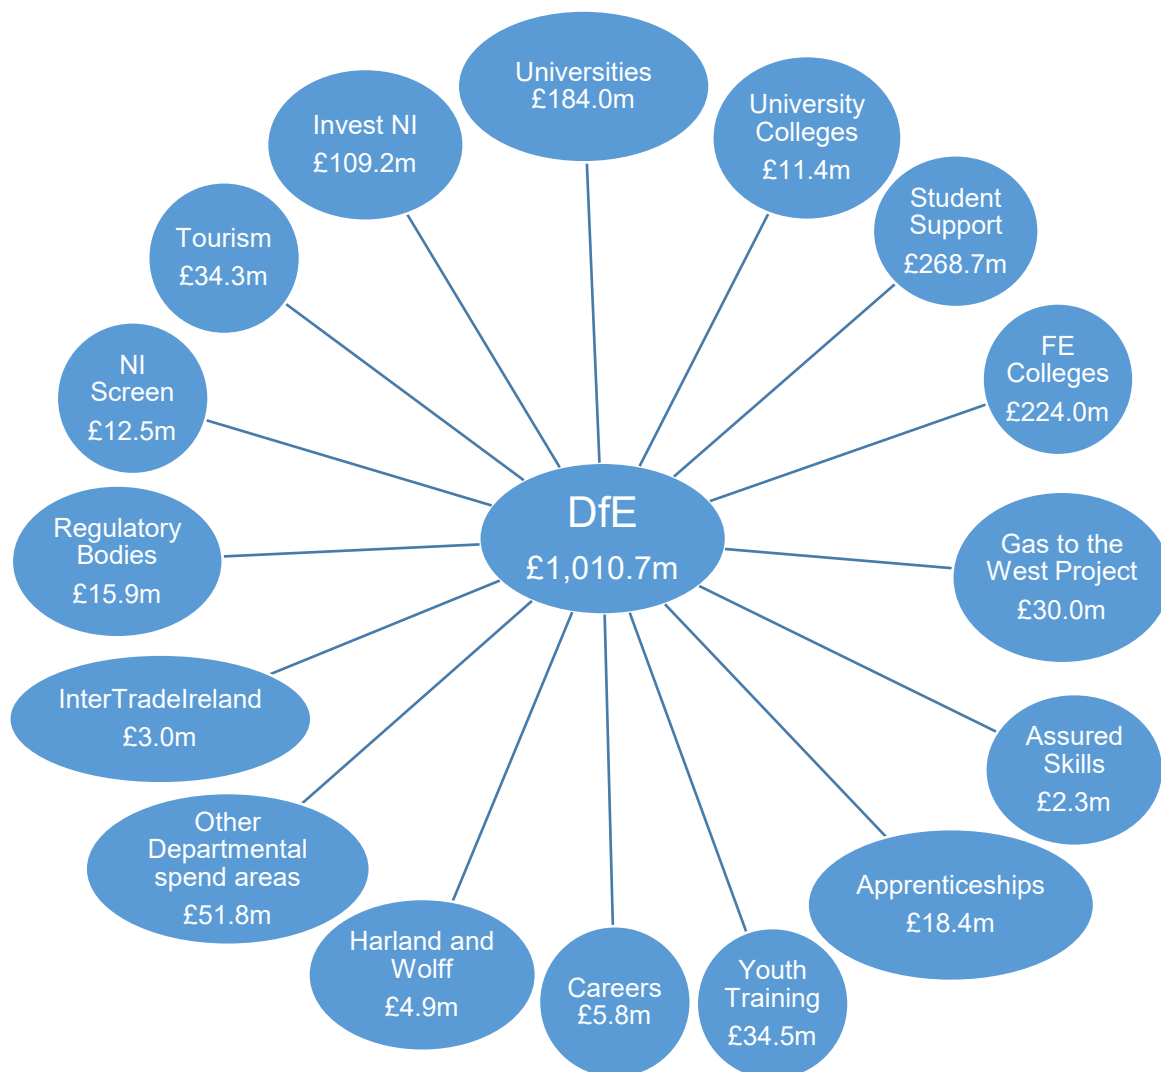 Universities
£184.0m
University
Colleges
£11.4m
Student
Support
£268.7m
FE
Colleges
£224.0m
Gas to the
West Project
£30.0m
Assured
Skills
£2.3m
Apprenticeships
£18.4m
Youth
Training
£34.5m
Careers
£5.8m
Harland and
Wolff
£4.9m
Other
Departmental
spend areas
£51.8m
InterTradeIreland
£3.0m
Regulatory
Bodies
£15.9m
NI
Screen
£12.5m
Tourism
£34.3m
Invest NI
£109.2m
DfE
£1,010.7m